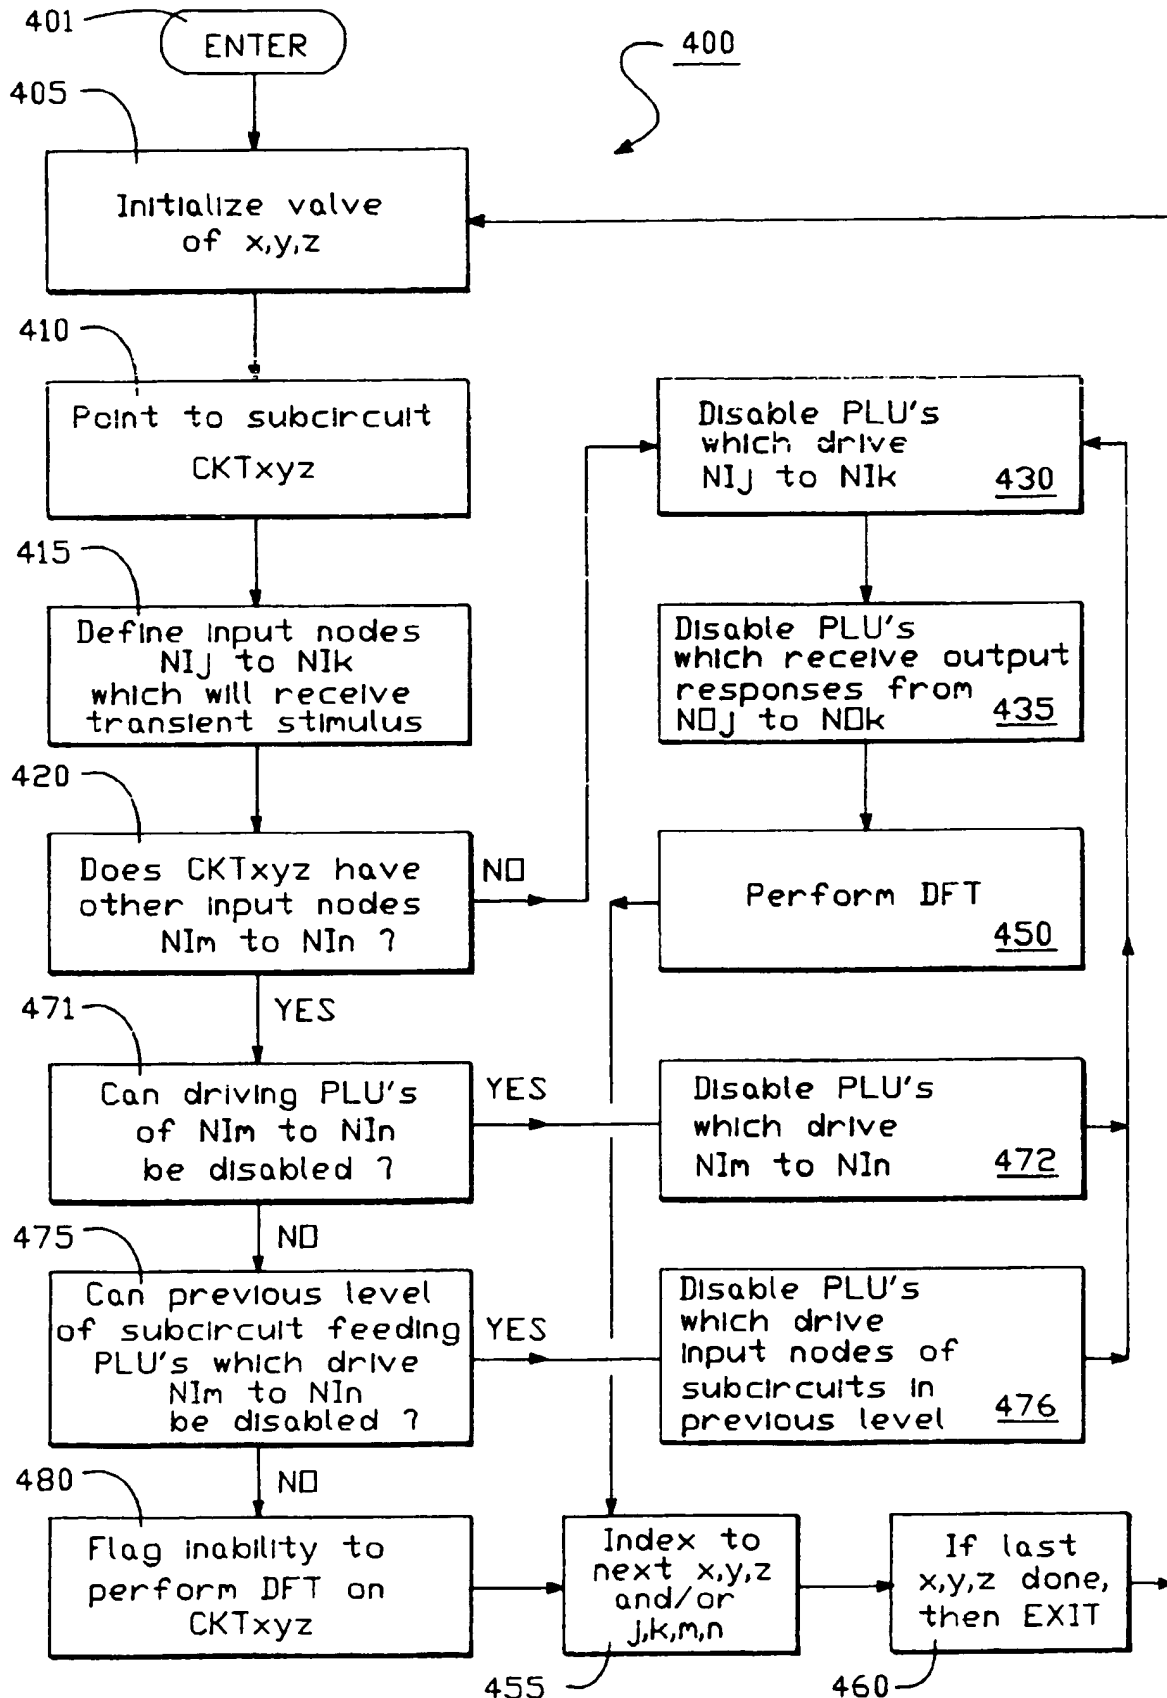 401
ENTER
400
405
Initialize valve
of x,y,z
410
Point to subcircuit
CKTxyz
415
Define input nodes
NIj to NIk
which will receive
transient stimulus
420
Does CKTxyz have
other input nodes
NIm to NIn ?
NO
YES
471
Can driving PLU's
of NIm to NIn
be disabled ?
YES
NO
475
Can previous level
of subcircuit feeding
PLU's which drive
NIm to NIn
be disabled ?
YES
NO
480
Flag inability to
perform DFT on
CKTxyz
Disable PLU's
which drive
NIj to NIk
430
Disable PLU's
which receive output
responses from
NOj to NOk
435
Perform DFT
450
Disable PLU's
which drive
NIm to NIn
472
Disable PLU's
which drive
input nodes of
subcircuits in
previous level
476
Index to
next x,y,z
and/or
j,k,m,n
455
If last
x,y,z done,
then EXIT
460